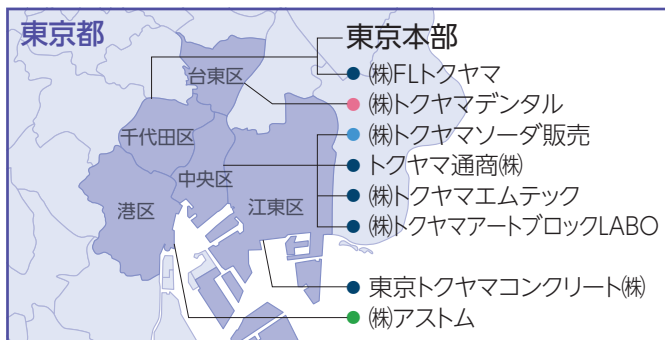 東京都
東京本部
㈱FLトクヤマ
㈱トクヤマデンタル
㈱トクヤマソーダ販売
トクヤマ通商㈱
㈱トクヤマエムテック
㈱トクヤマアートブロックLABO
東京トクヤマコンクリート㈱
㈱アストム
台東区
千代田区
中央区
港区
江東区